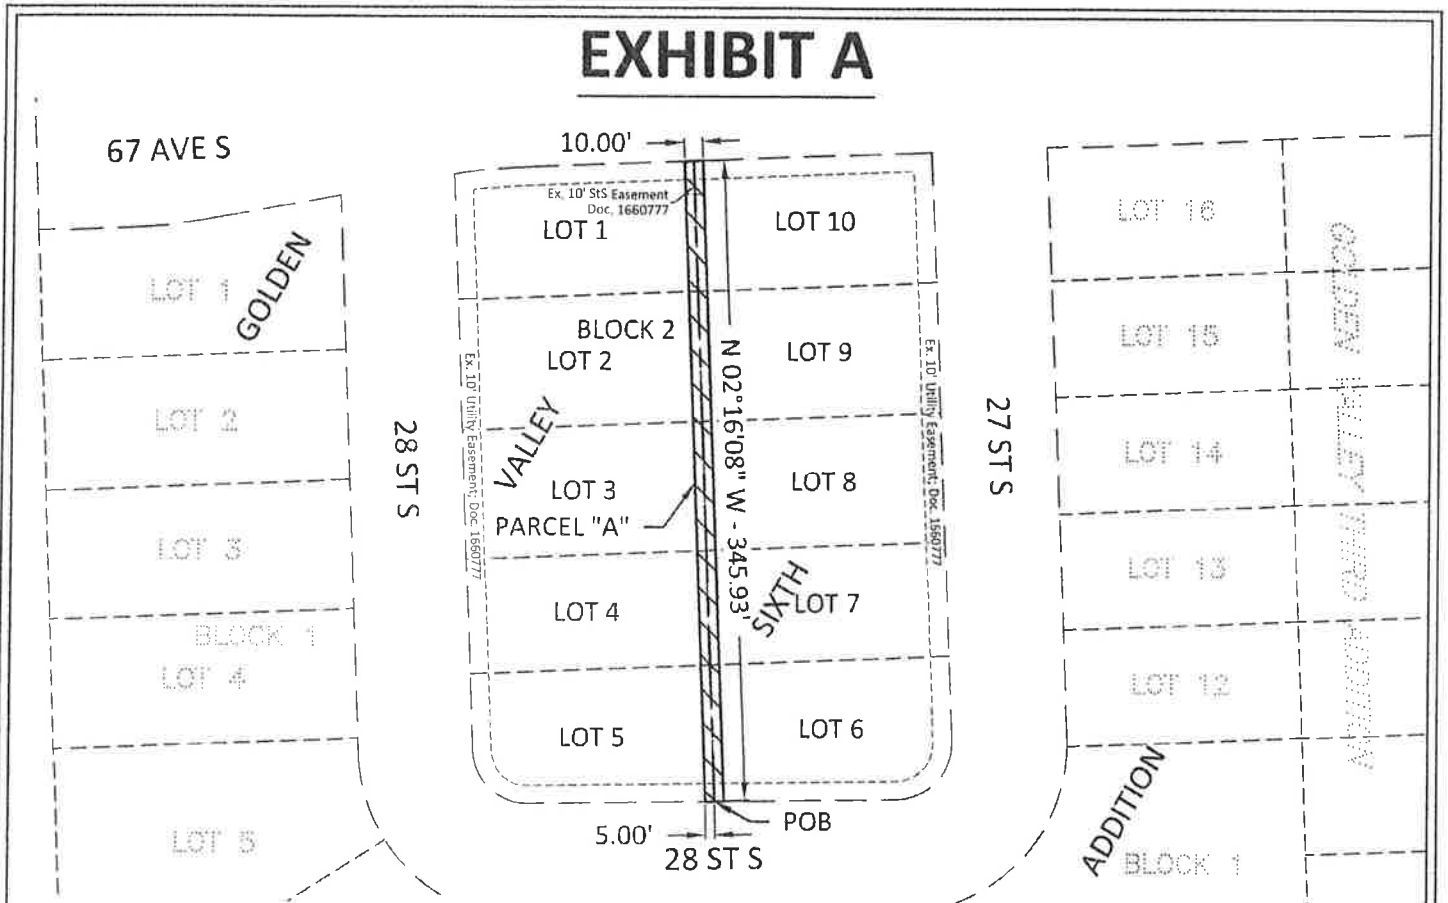 EXHIBIT A
67 AVE S
10.00'
Ex. 10' StS Easement
Doc. 1660777
LOT 1
LOT 10
LOT 16
GOLDEN
LOT 1
BLOCK 2
LOT 2
LOT 9
LOT 15
LOT 2
28 ST S
Ex. 10' Utility Easement; Doc. 1660777
VALLEY
LOT 3
PARCEL "A"
N 02°16'08" W - 345.93'
LOT 8
Ex. 10' Utility Easement; Doc. 1660777
27 ST S
LOT 14
GOLDEN VALLEY THIRD ADDITION
LOT 3
LOT 4
SIXTH
LOT 7
LOT 13
BLOCK 1
LOT 4
LOT 12
LOT 5
LOT 6
POB
5.00'
28 ST S
LOT 5
ADDITION
BLOCK 1